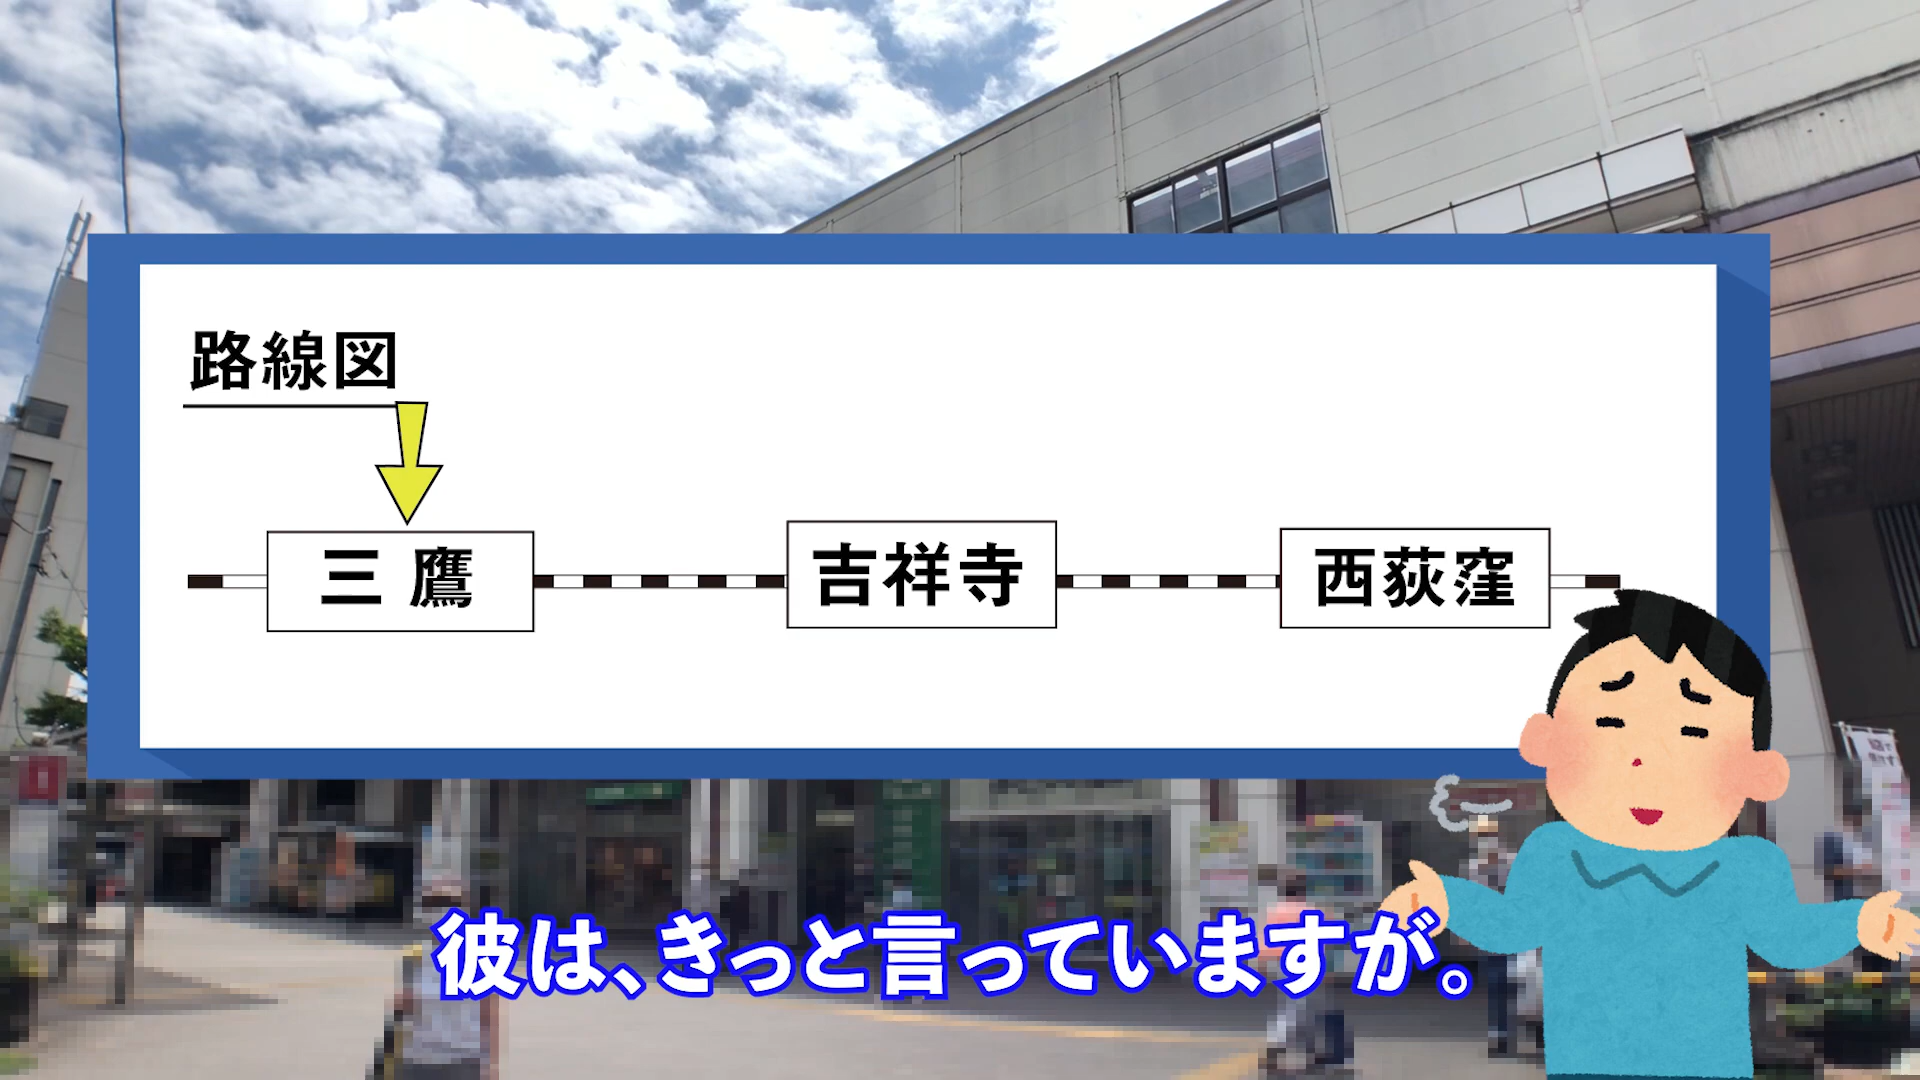 路線図
三鷹
吉祥寺
西荻窪
彼は、きっと言っていますが。